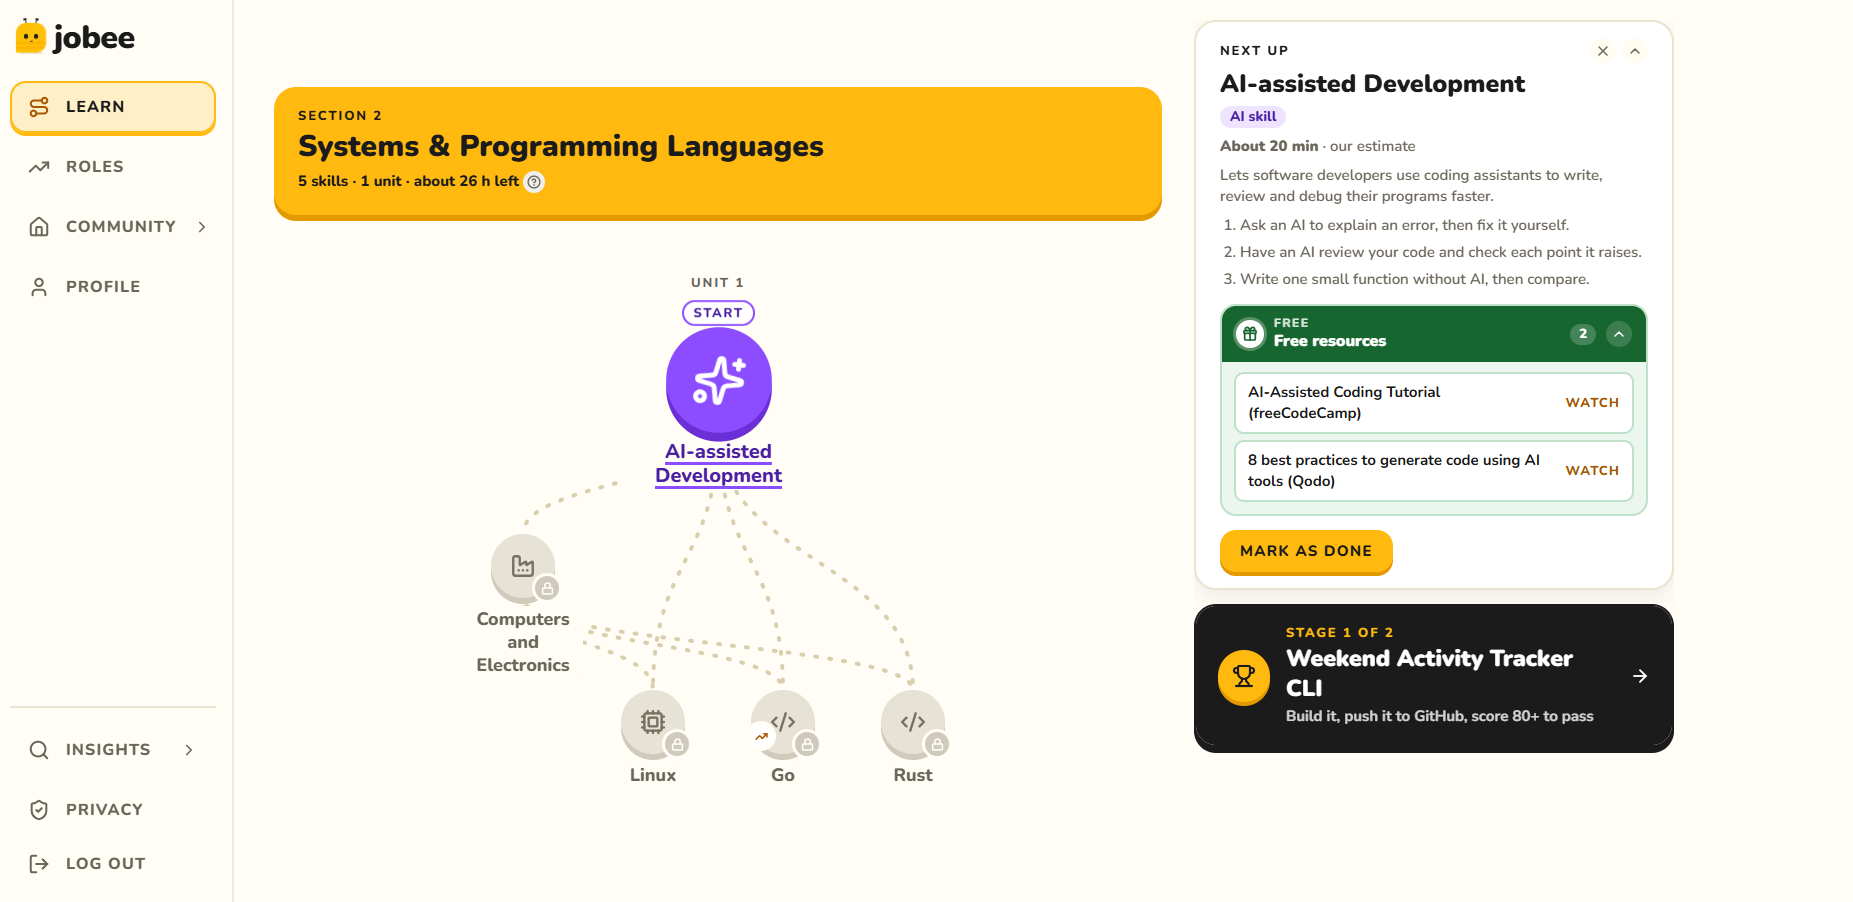 jobee
LEARN
ROLES
COMMUNITY
PROFILE
INSIGHTS
PRIVACY
LOG OUT
SECTION 2
Systems & Programming Languages
5 skills · 1 unit · about 26 h left
UNIT 1
START
AI-assisted
Development
Computers
and
Electronics
Linux
Go
Rust
NEXT UP
AI-assisted Development
AI skill
About 20 min · our estimate
Lets software developers use coding assistants to write,
review and debug their programs faster.
1. Ask an AI to explain an error, then fix it yourself.
2. Have an AI review your code and check each point it raises.
3. Write one small function without AI, then compare.
FREE
Free resources
2
AI-Assisted Coding Tutorial
(freeCodeCamp)
WATCH
8 best practices to generate code using AI
tools (Qodo)
WATCH
MARK AS DONE
STAGE 1 OF 2
Weekend Activity Tracker
CLI
Build it, push it to GitHub, score 80+ to pass